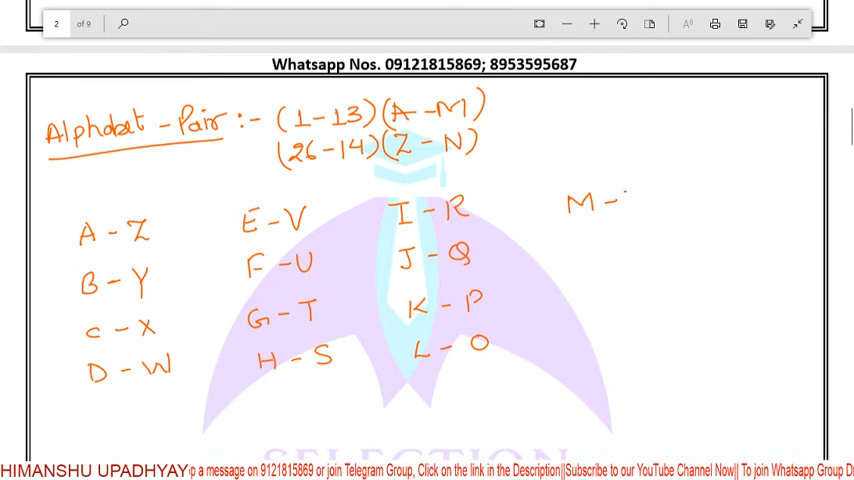 2 of 9
Whatsapp Nos. 09121815869; 8953595687
Alphabet - Pair :- (1-13)(A-M)
(26-14)(Z-N)
A-Z
B-Y
C-X
D-W
E-V
F-U
G-T
H-S
I-R
J-Q
K-P
L-O
M-
SELECTION
HIMANSHU UPADHYAY
p a message on 9121815869 or join Telegram Group, Click on the link in the Description||Subscribe to our YouTube Channel Now|| To join Whatsapp Group